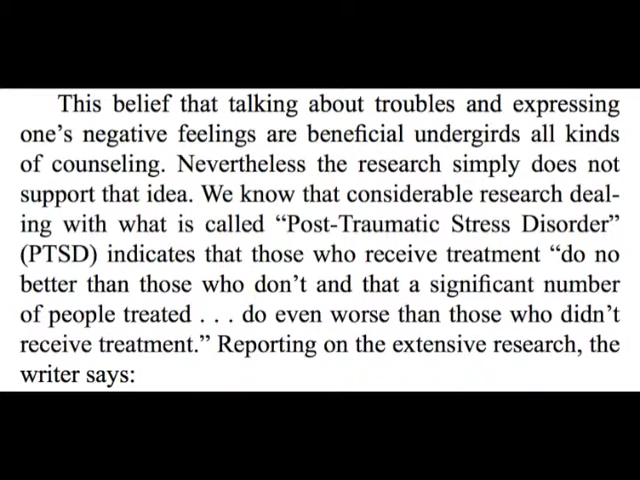 This belief that talking about troubles and expressing
one’s negative feelings are beneficial undergirds all kinds
of counseling. Nevertheless the research simply does not
support that idea. We know that considerable research deal-
ing with what is called “Post-Traumatic Stress Disorder”
(PTSD) indicates that those who receive treatment “do no
better than those who don’t and that a significant number
of people treated . . . do even worse than those who didn’t
receive treatment.” Reporting on the extensive research, the
writer says: